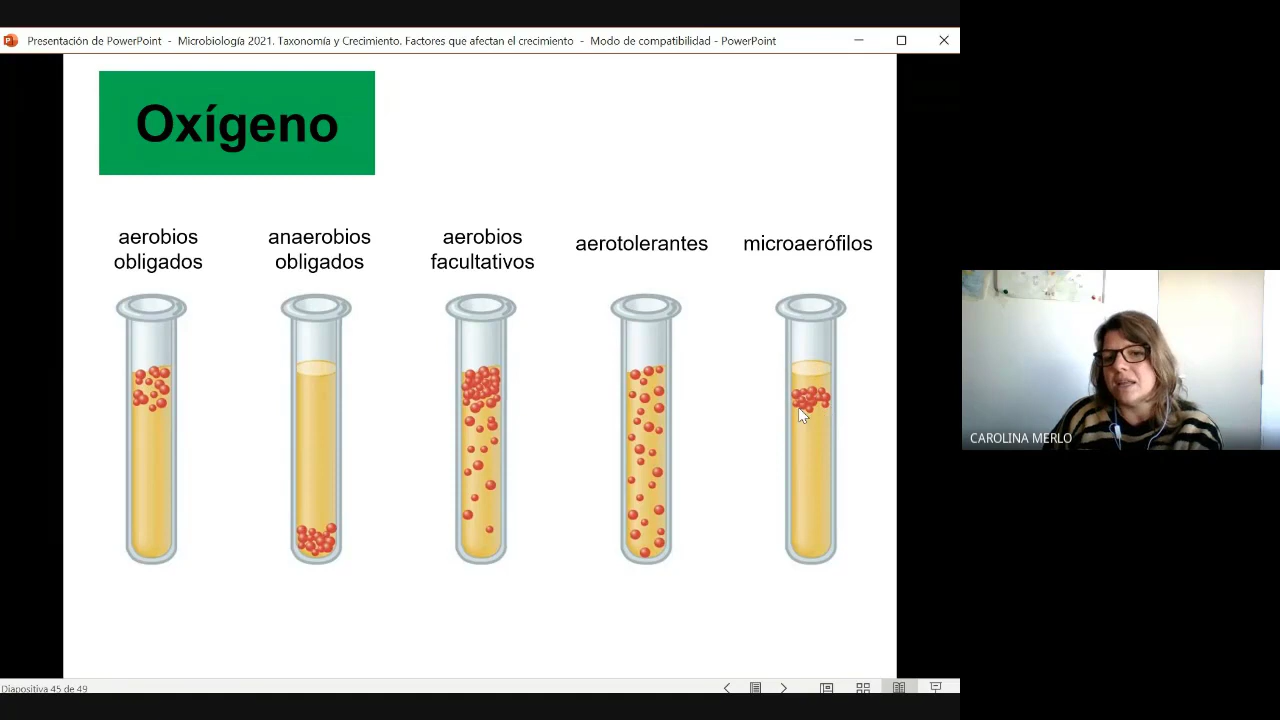 Presentación de PowerPoint - Microbiología 2021. Taxonomía y Crecimiento. Factores que afectan el crecimiento - Modo de compatibilidad - PowerPoint
Oxígeno
aerobios
obligados
anaerobios
obligados
aerobios
facultativos
aerotolerantes
microaerófilos
CAROLINA MERLO
Diapositiva 45 de 49